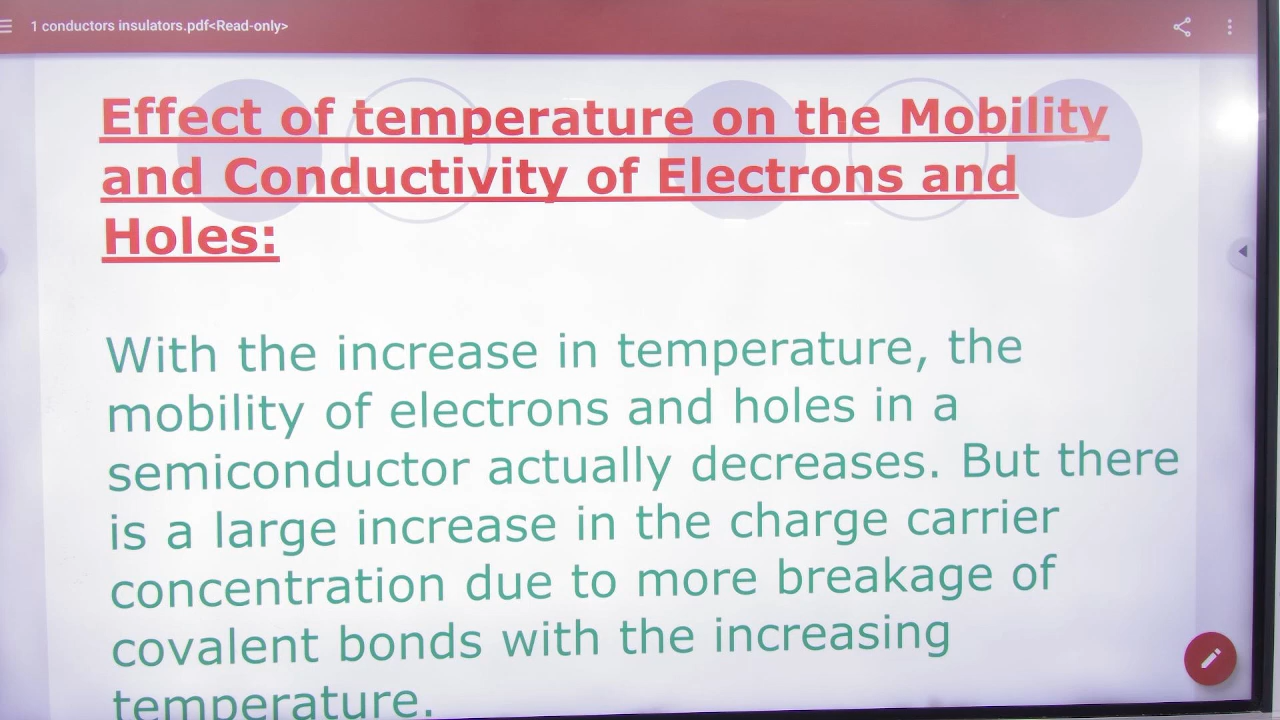 1 conductors insulators.pdf<Read-only>
Effect of temperature on the Mobility
and Conductivity of Electrons and
Holes:
With the increase in temperature, the
mobility of electrons and holes in a
semiconductor actually decreases. But there
is a large increase in the charge carrier
concentration due to more breakage of
covalent bonds with the increasing
temperature.